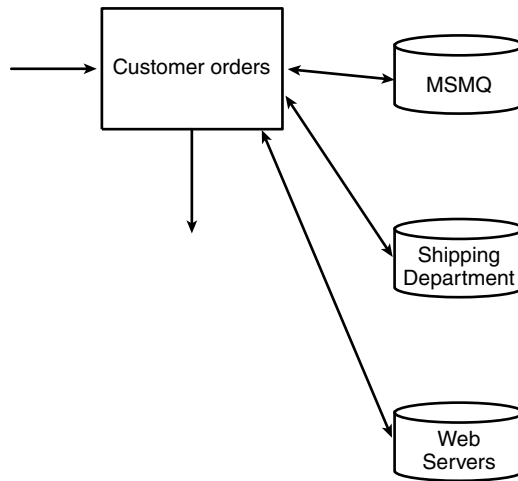 Customer orders
MSMQ
Shipping
Department
Web
Servers